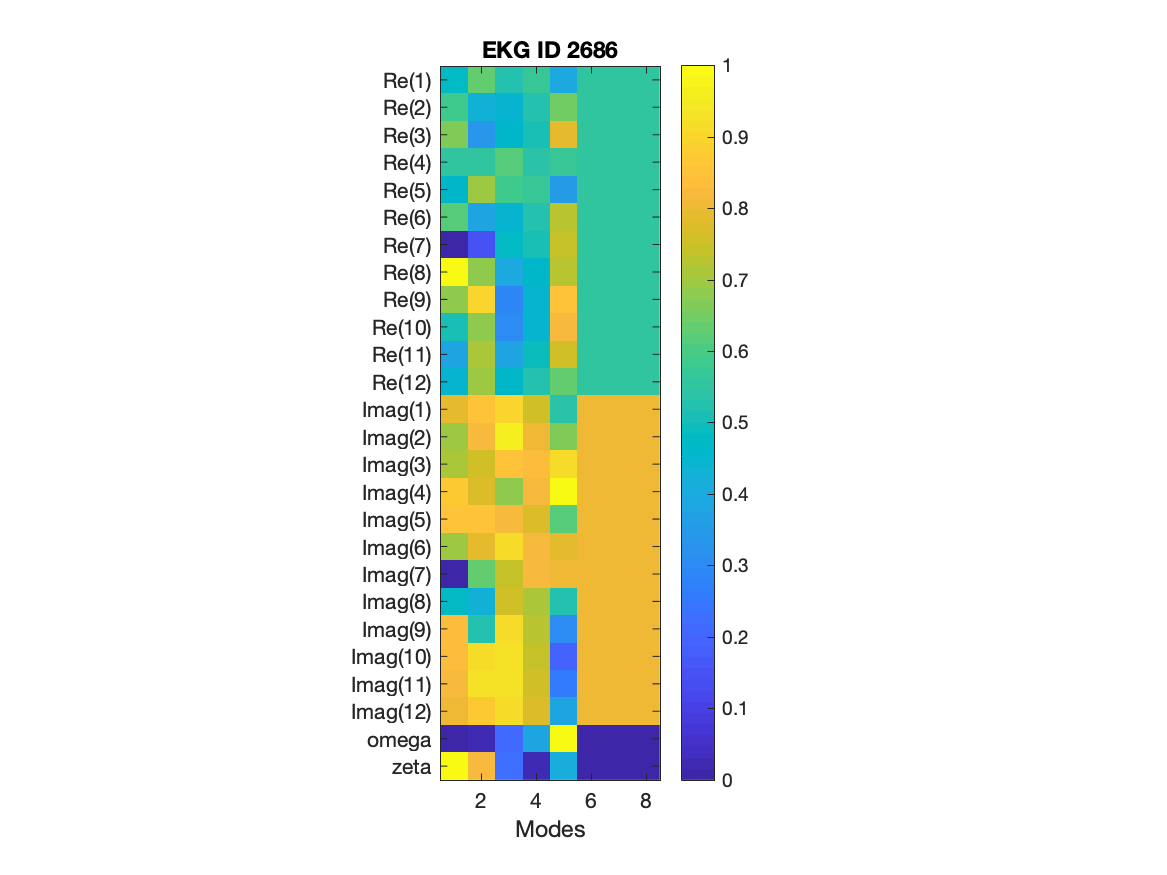 EKG ID 2686
Re(1)
Re(2)
Re(3)
Re(4)
Re(5)
Re(6)
Re(7)
Re(8)
Re(9)
Re(10)
Re(11)
Re(12)
Imag(1)
Imag(2)
Imag(3)
Imag(4)
Imag(5)
Imag(6)
Imag(7)
Imag(8)
Imag(9)
Imag(10)
Imag(11)
Imag(12)
omega
zeta
2 4 6 8
Modes
1
0.9
0.8
0.7
0.6
0.5
0.4
0.3
0.2
0.1
0